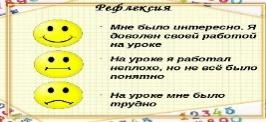 Рефлексия
- Мне было интересно. Я
доволен своей работой
на уроке
- На уроке я работал
неплохо, но не всё было
понятно
- На уроке мне было
трудно